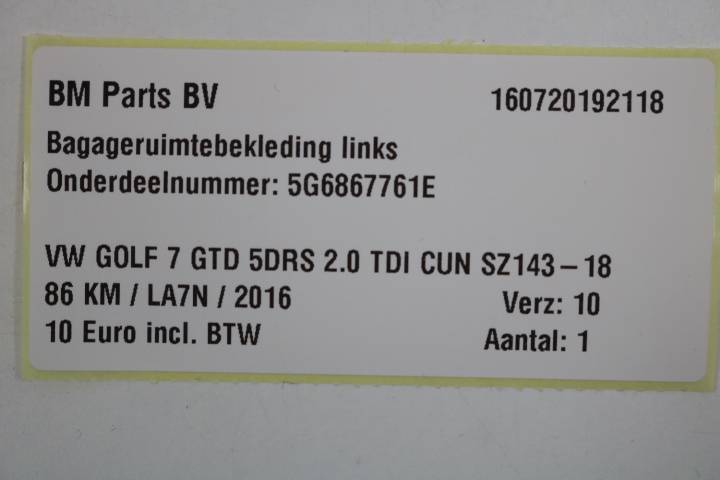 BM Parts BV 160720192118
Bagageruimtebekleding links
Onderdeelnummer: 5G6867761E
VW GOLF 7 GTD 5DRS 2.0 TDI CUN SZ143-18
86 KM / LA7N / 2016 Verz: 10
10 Euro incl. BTW Aantal: 1